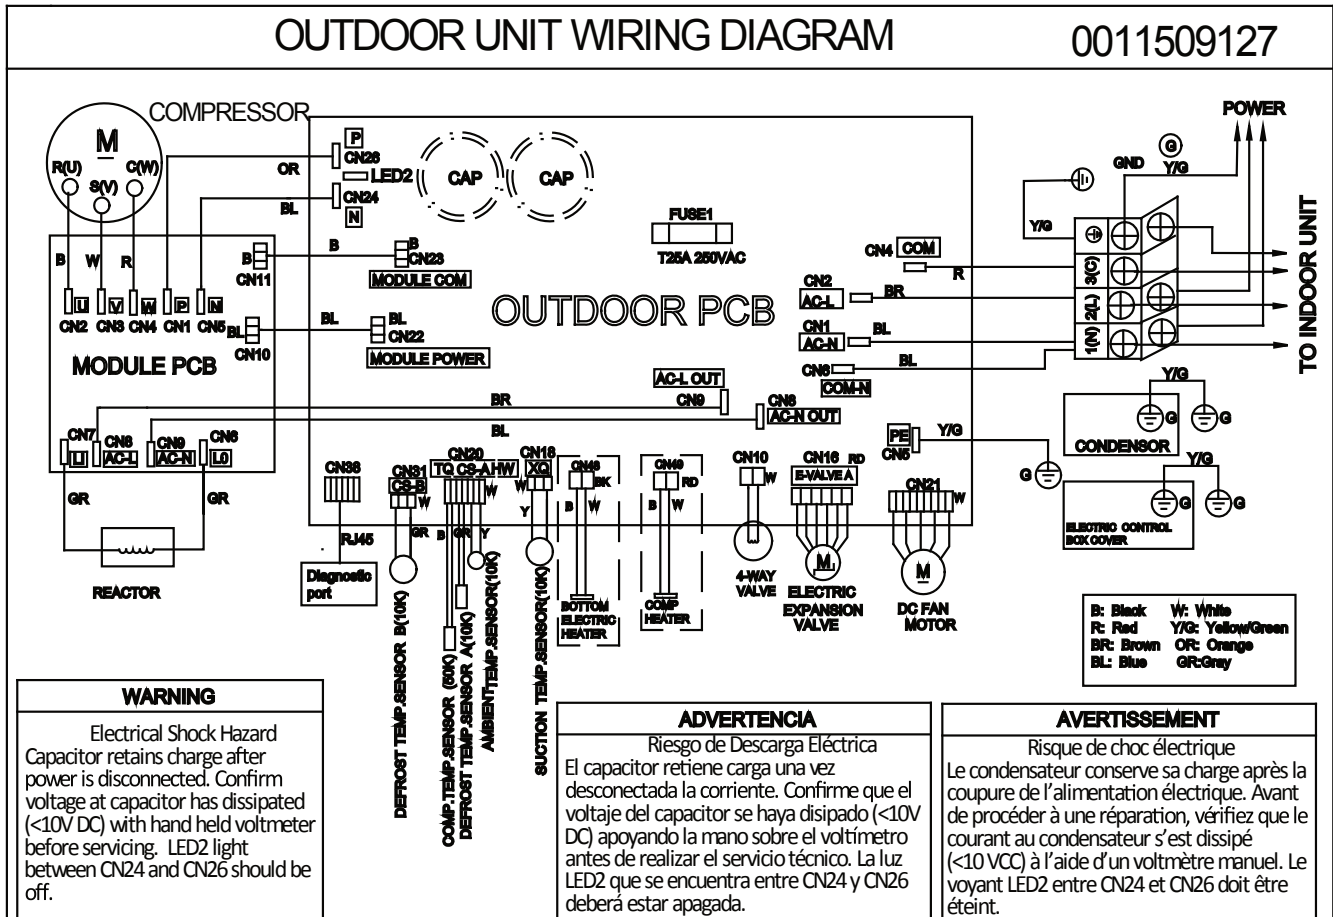 OUTDOOR UNIT WIRING DIAGRAM
0011509127
COMPRESSOR
M
R(U)
C(W)
S(V)
P
CN26
OR
LED2
CN24
BL
N
CAP
CAP
FUSE1
T25A 250VAC
POWER
G
GND
Y/G
Y/G
3(C)
2(L)
1(N)
TO INDOOR UNIT
B
W
R
B
CN11
B
B
CN23
MODULE COM
CN4
COM
R
U
V
W
P
N
CN2
CN3
CN4
CN1
CN5
BL
CN10
BL
BL
CN22
MODULE POWER
MODULE PCB
OUTDOOR PCB
CN2
AC-L
BR
CN1
AC-N
BL
CN6
COM-N
BL
AC-L OUT
CN9
CN8
AC-N OUT
BR
BL
CN7
LI
CN8
AC-L
CN9
AC-N
CN6
L0
GR
GR
REACTOR
CN38
RJ45
Diagnostic
port
CN31
CS-B
W
GR
CN20
TQ CS-A HW
W
B
GR
Y
CN18
XQ
W
Y
CN48
BK
B
W
BOTTOM
ELECTRIC
HEATER
CN49
RD
B
W
COMP
HEATER
CN10
W
4-WAY
VALVE
CN16
RD
E-VALVE A
M
ELECTRIC
EXPANSION
VALVE
PE
CN5
Y/G
G
CN21
W
M
DC FAN
MOTOR
Y/G
G
G
CONDENSOR
Y/G
G
G
ELECTRIC CONTROL
BOX COVER
DEFROST TEMP.SENSOR B(10K)
COMP.TEMP.SENSOR (50K)
DEFROST TEMP.SENSOR A(10K)
AMBIENT TEMP.SENSOR(10K)
SUCTION TEMP.SENSOR(10K)
B: Black W: White
R: Red Y/G: Yellow/Green
BR: Brown OR: Orange
BL: Blue GR:Gray
WARNING
Electrical Shock Hazard
Capacitor retains charge after
power is disconnected. Confirm
voltage at capacitor has dissipated
(<10V DC) with hand held voltmeter
before servicing. LED2 light
between CN24 and CN26 should be
off.
ADVERTENCIA
Riesgo de Descarga Eléctrica
El capacitor retiene carga una vez
desconectada la corriente. Confirme que el
voltaje del capacitor se haya disipado (<10V
DC) apoyando la mano sobre el voltímetro
antes de realizar el servicio técnico. La luz
LED2 que se encuentra entre CN24 y CN26
deberá estar apagada.
AVERTISSEMENT
Risque de choc électrique
Le condensateur conserve sa charge après la
coupure de l’alimentation électrique. Avant
de procéder à une réparation, vérifiez que le
courant au condensateur s’est dissipé
(<10 VCC) à l’aide d’un voltmètre manuel. Le
voyant LED2 entre CN24 et CN26 doit être
éteint.